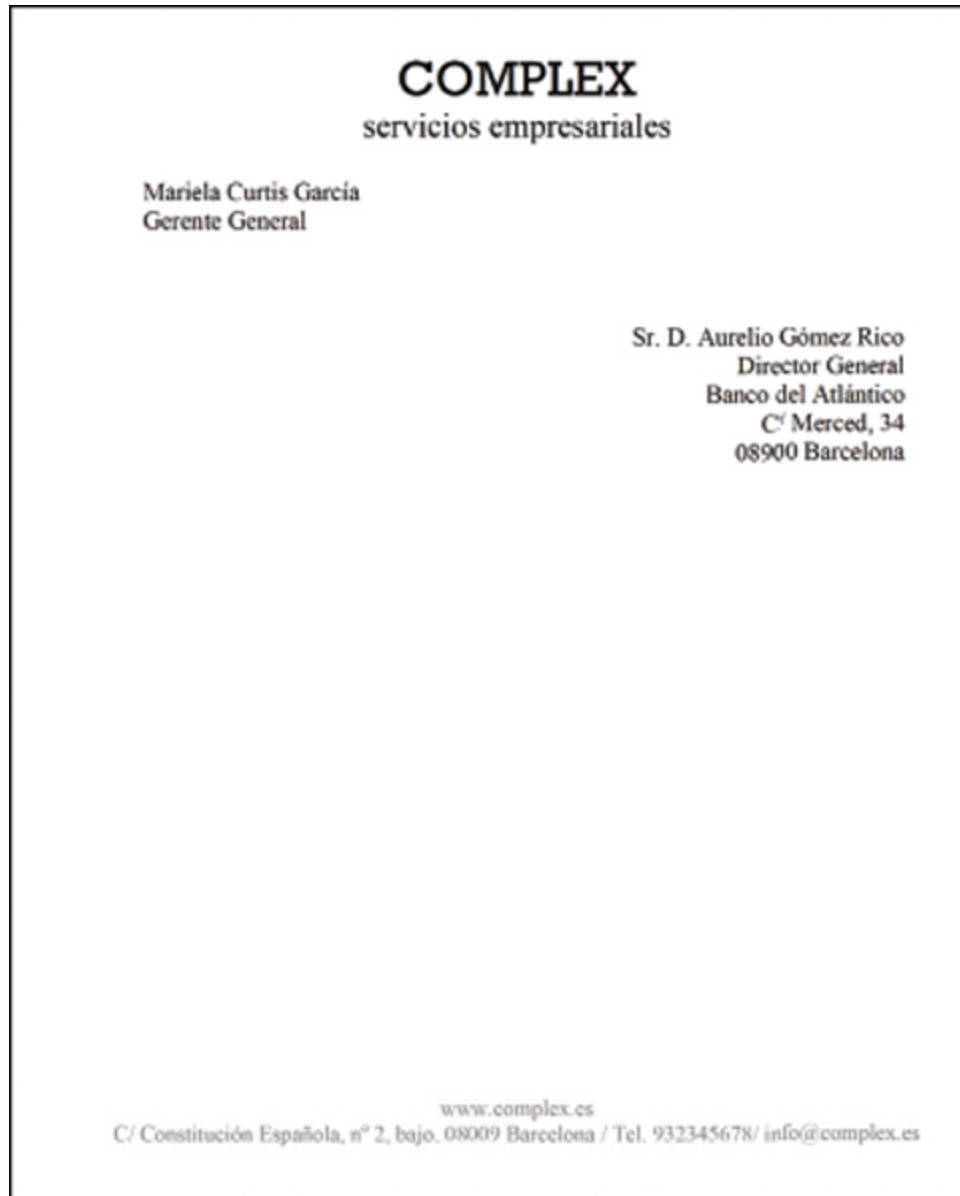 COMPLEX
servicios empresariales
Mariela Curtis García
Gerente General
Sr. D. Aurelio Gómez Rico
Director General
Banco del Atlántico
C/ Merced, 34
08900 Barcelona
www.complex.es
C/ Constitución Española, nº 2, bajo. 08009 Barcelona / Tel. 932345678/ info@complex.es